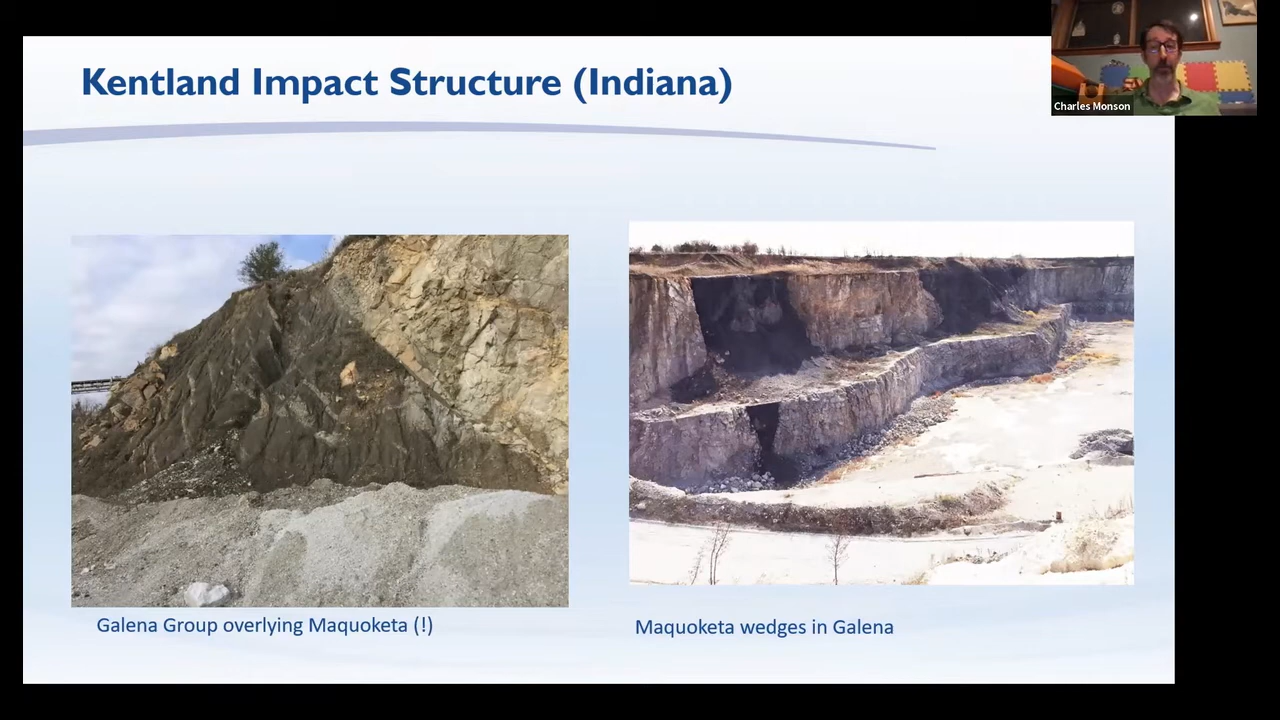 Kentland Impact Structure (Indiana)
Charles Monson
Galena Group overlying Maquoketa (!)
Maquoketa wedges in Galena